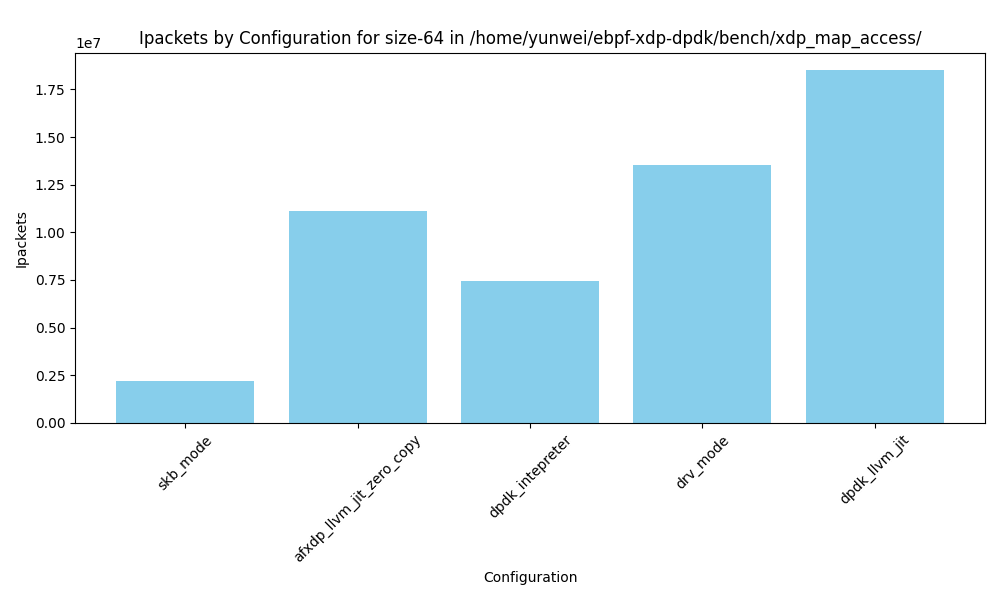 Ipackets by Configuration for size-64 in /home/yunwei/ebpf-xdp-dpdk/bench/xdp_map_access/
1e7
1.75
1.50
1.25
1.00
0.75
0.50
0.25
0.00
Ipackets
skb_mode
afxdp_llvm_jit_zero_copy
dpdk_intepreter
drv_mode
dpdk_llvm_jit
Configuration